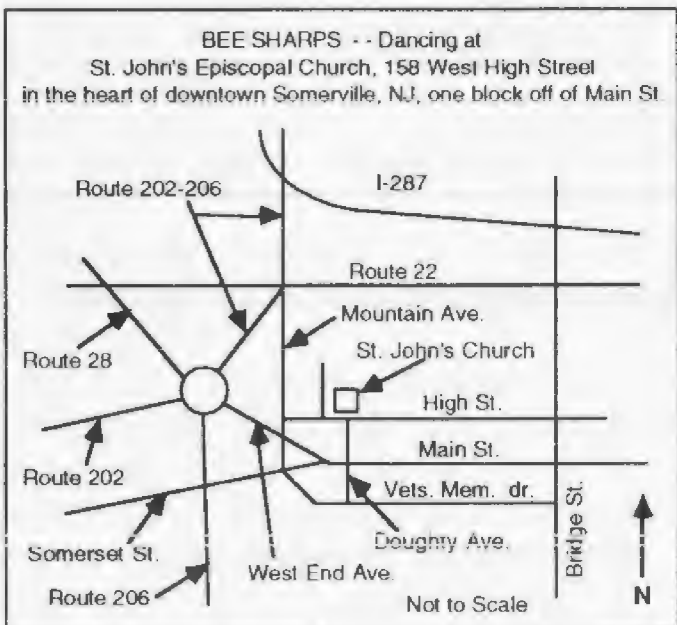 BEE SHARPS - - Dancing at
St. John's Episcopal Church, 158 West High Street
in the heart of downtown Somerville, NJ, one block off of Main St.
I-287
Route 202-206
Route 22
Mountain Ave.
Route 28
St. John's Church
High St.
Main St.
Route 202
Vets. Mem. dr.
Somerset St.
West End Ave.
Doughty Ave.
Bridge St.
Route 206
Not to Scale
N